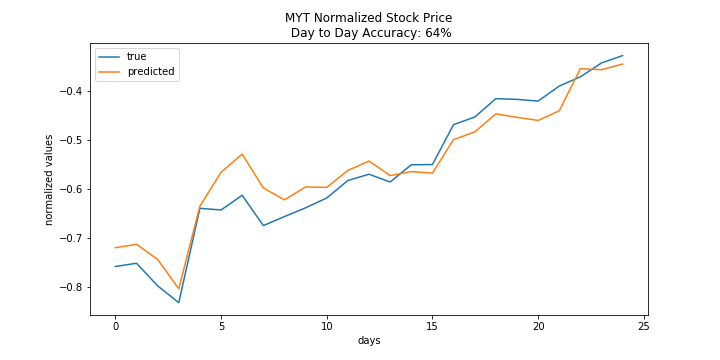 MYT Normalized Stock Price
Day to Day Accuracy: 64%
true
predicted
−0.4
−0.5
−0.6
−0.7
−0.8
normalized values
0 5 10 15 20 25
days